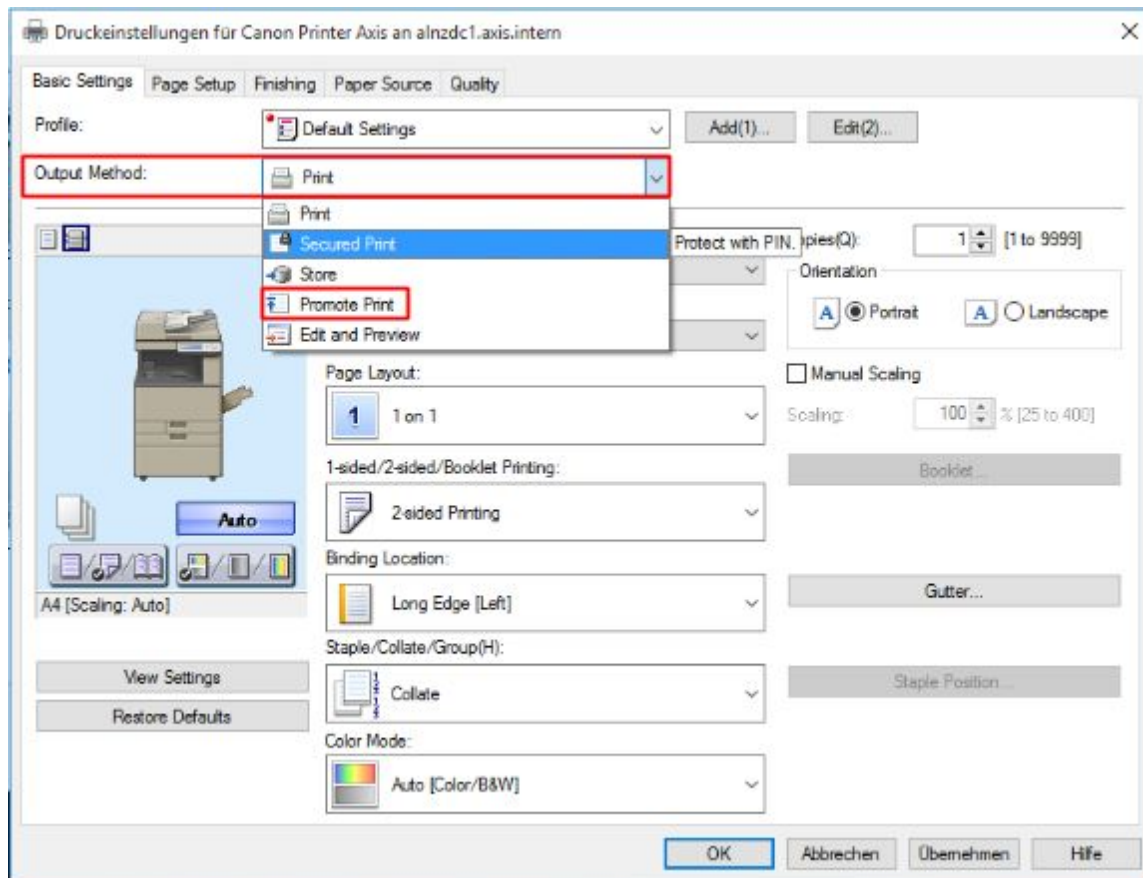 Druckeinstellungen für Canon Printer Axis an alnzdc1.axis.intern
Basic Settings Page Setup Finishing Paper Source Quality
Profile: Default Settings Add(1)... Edit(2)...
Output Method: Print
Print
Secured Print
Protect with PIN.
opies(Q): 1 [1 to 9999]
Store
Orientation
Promote Print
A Portrait A Landscape
Edit and Preview
Page Layout:
Manual Scaling
1 1 on 1
Scaling: 100 % [25 to 400]
1-sided/2-sided/Booklet Printing:
Booklet...
2-sided Printing
Auto
Binding Location:
A4 [Scaling: Auto]
Long Edge [Left]
Gutter...
Staple/Collate/Group(H):
View Settings
Collate
Staple Position...
Restore Defaults
Color Mode:
Auto [Color/B&W]
OK Abbrechen Übernehmen Hilfe